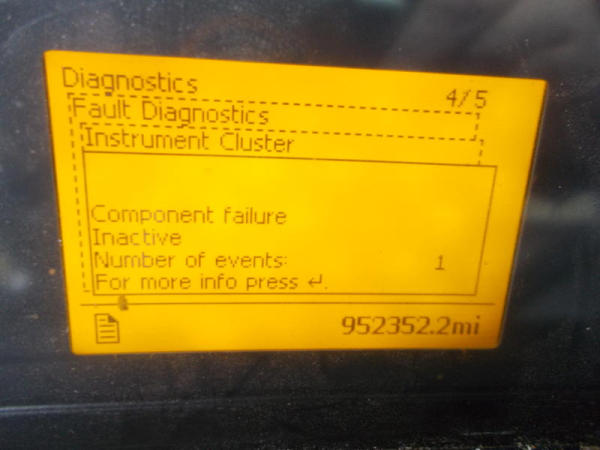 Diagnostics
4/5
Fault Diagnostics
Instrument Cluster
Component failure
Inactive
Number of events: 1
For more info press ↵.
952352.2mi